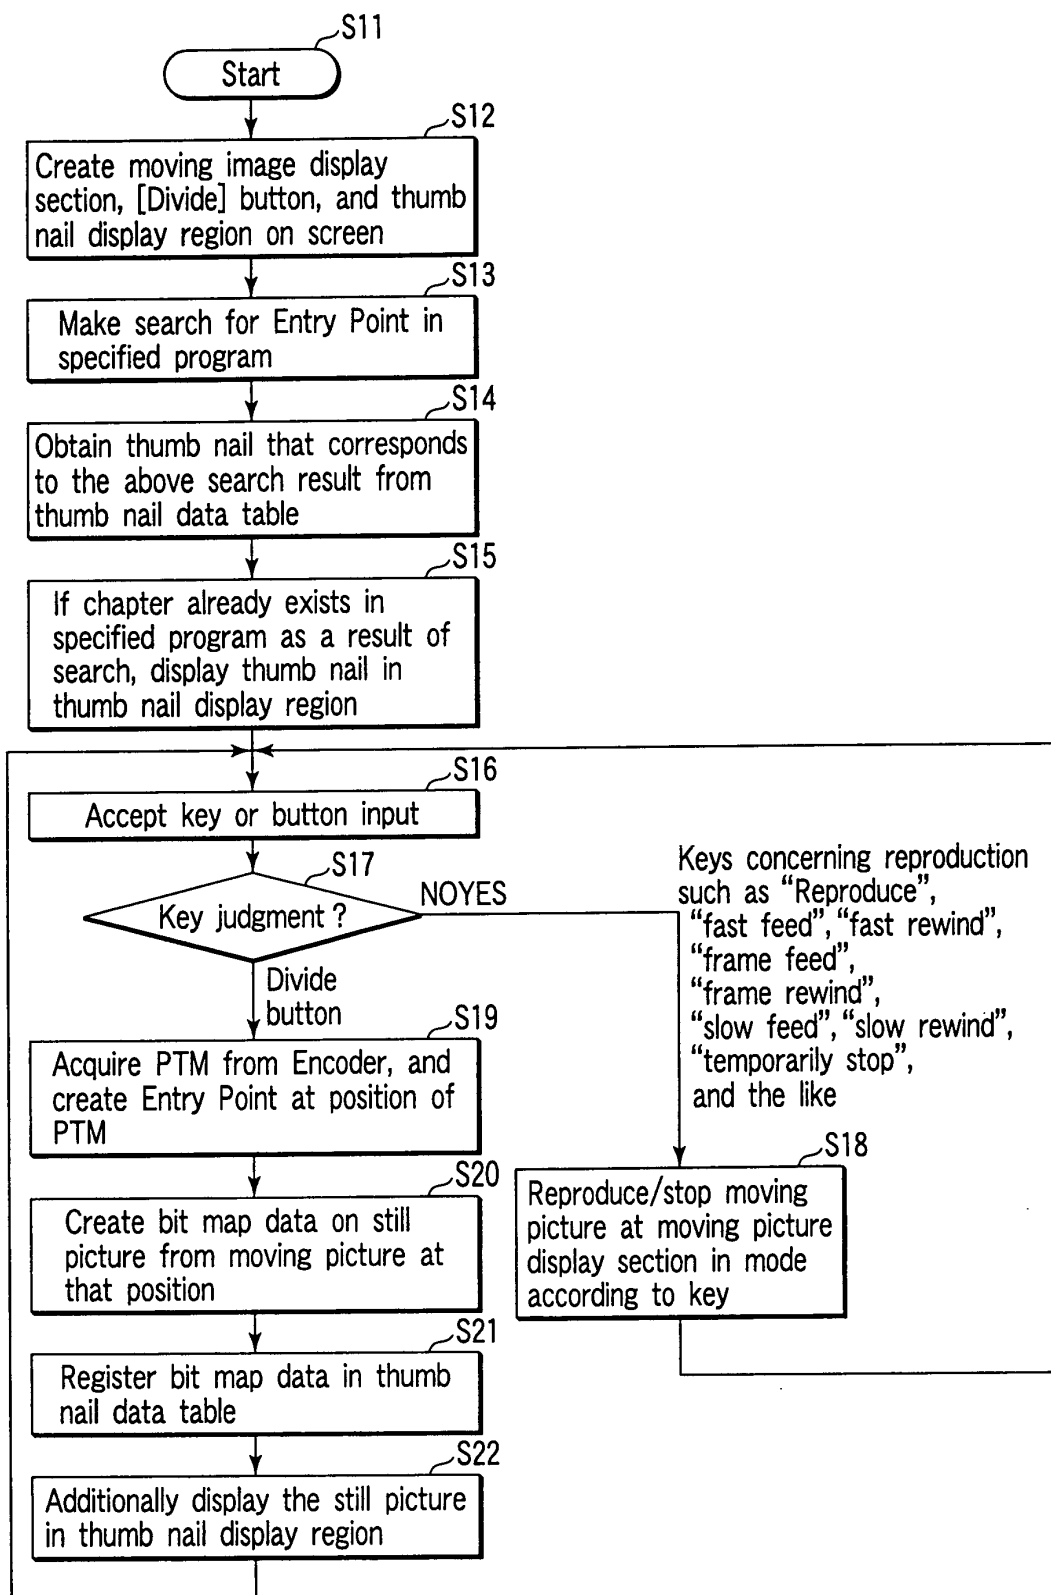 S11
Start
S12
Create moving image display
section, [Divide] button, and thumb
nail display region on screen
S13
Make search for Entry Point in
specified program
S14
Obtain thumb nail that corresponds
to the above search result from
thumb nail data table
S15
If chapter already exists in
specified program as a result of
search, display thumb nail in
thumb nail display region
S16
Accept key or button input
S17
Key judgment ?
NOYES
Keys concerning reproduction
such as “Reproduce”,
“fast feed”, “fast rewind”,
“frame feed”,
“frame rewind”,
“slow feed”, “slow rewind”,
“temporarily stop”,
and the like
Divide
button
S19
Acquire PTM from Encoder, and
create Entry Point at position of
PTM
S18
Reproduce/stop moving
picture at moving picture
display section in mode
according to key
S20
Create bit map data on still
picture from moving picture at
that position
S21
Register bit map data in thumb
nail data table
S22
Additionally display the still picture
in thumb nail display region